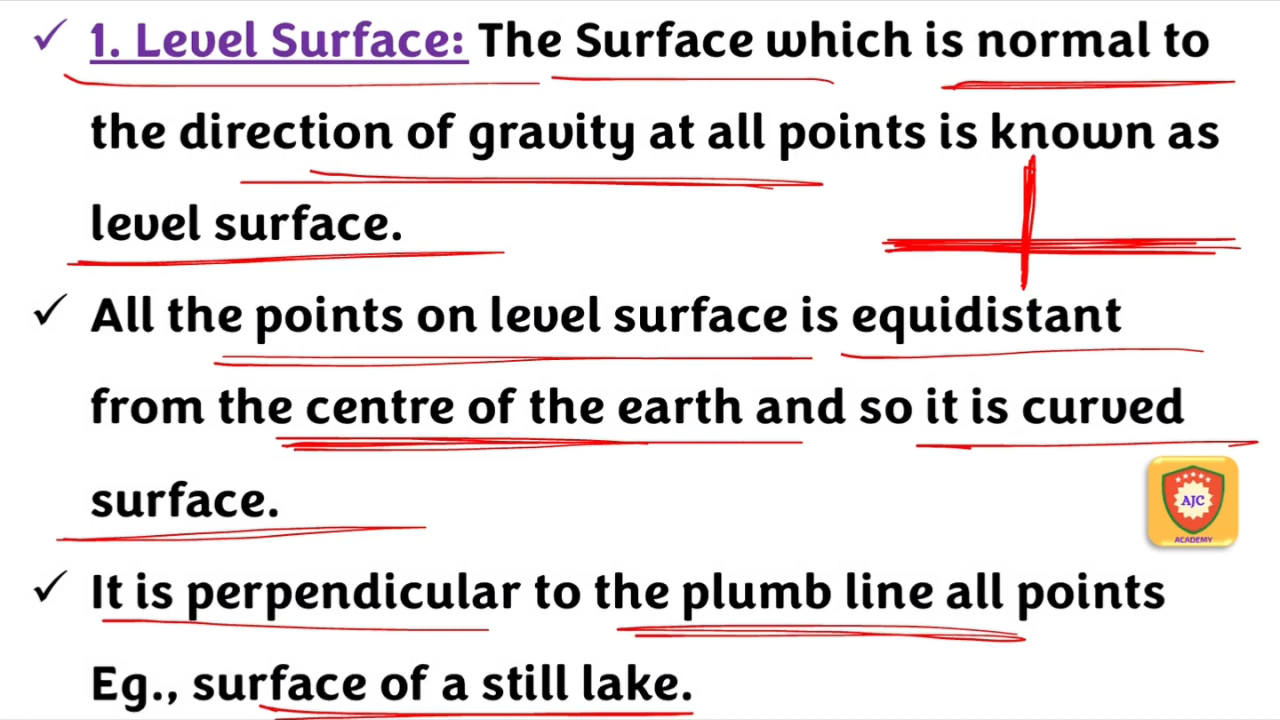 ✓ 1. Level Surface: The Surface which is normal to
the direction of gravity at all points is known as
level surface.
✓ All the points on level surface is equidistant
from the centre of the earth and so it is curved
surface.
AJC
ACADEMY
✓ It is perpendicular to the plumb line all points
Eg., surface of a still lake.